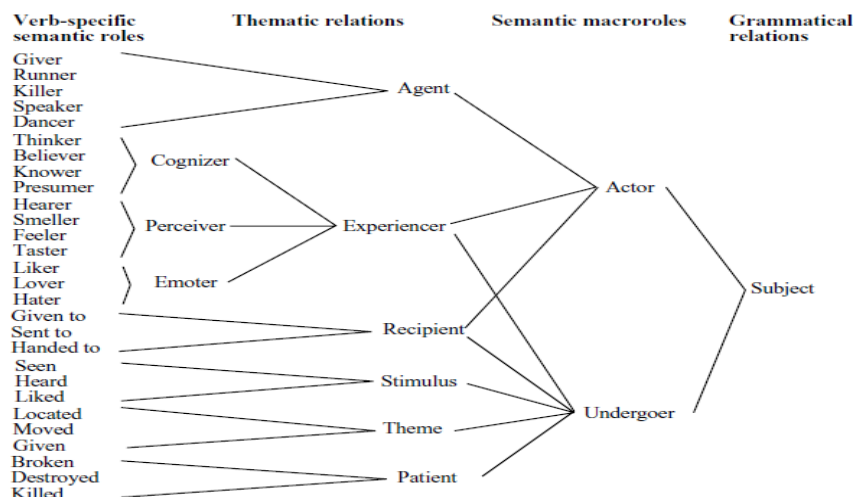 Verb-specific semantic roles
Thematic relations
Semantic macroroles
Grammatical relations
Giver
Runner
Killer
Speaker
Dancer
Thinker
Believer
Knower
Presumer
Hearer
Smeller
Feeler
Taster
Liker
Lover
Hater
Given to
Sent to
Handed to
Seen
Heard
Liked
Located
Moved
Given
Broken
Destroyed
Killed
Cognizer
Perceiver
Emoter
Agent
Experiencer
Recipient
Stimulus
Theme
Patient
Actor
Undergoer
Subject